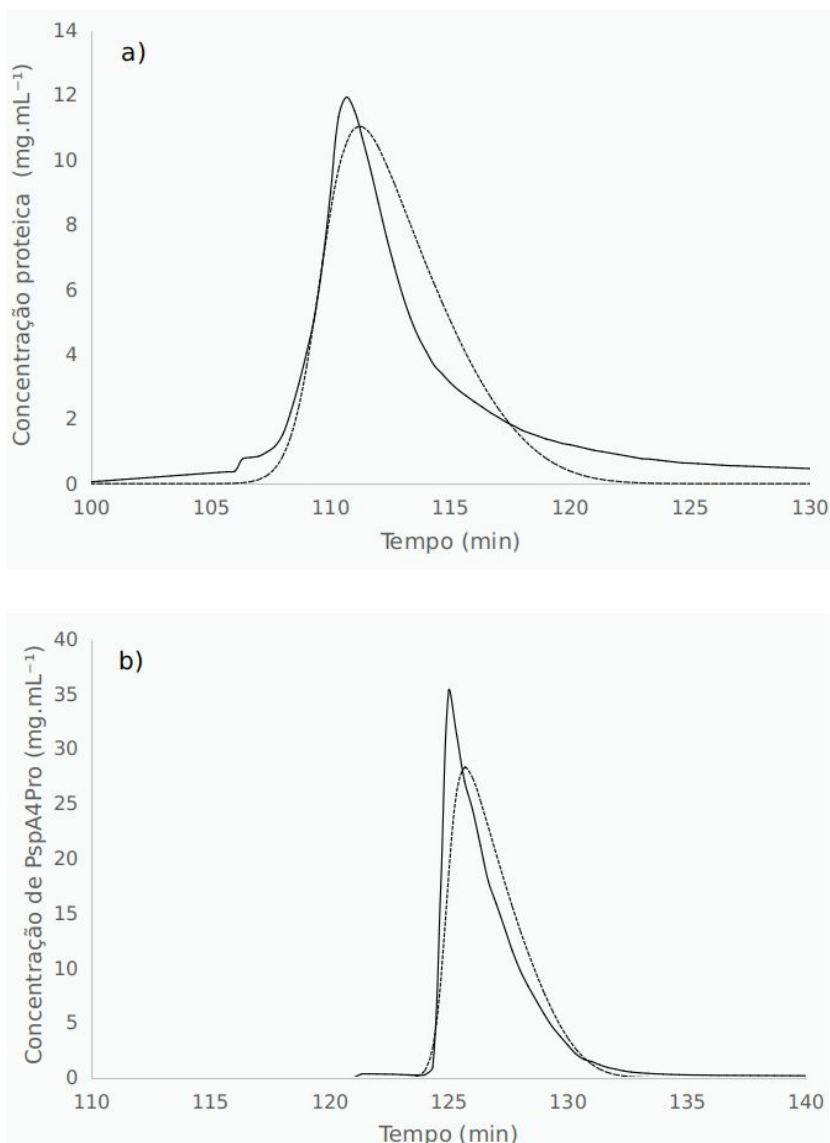 a)
Concentração proteica (mg.mL⁻¹)
14
12
10
8
6
4
2
0
100 105 110 115 120 125 130
Tempo (min)
b)
Concentração de PspA4Pro (mg.mL⁻¹)
40
35
30
25
20
15
10
5
0
110 115 120 125 130 135 140
Tempo (min)